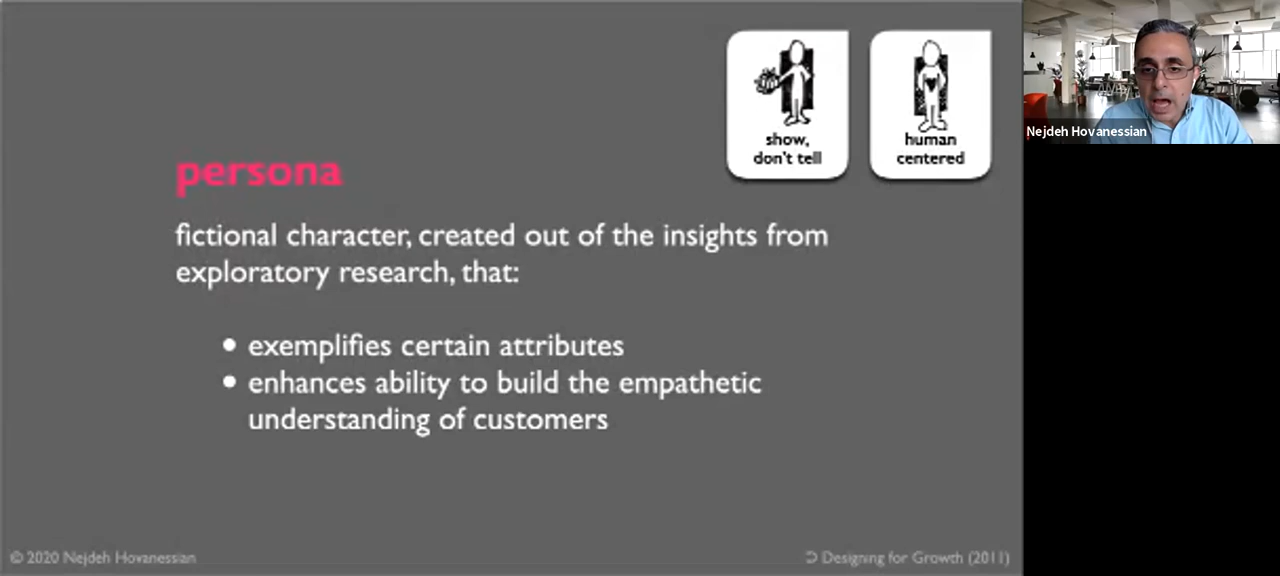 show,
don't tell
human
centered
Nejdeh Hovanessian
persona
fictional character, created out of the insights from
exploratory research, that:
• exemplifies certain attributes
• enhances ability to build the empathetic
understanding of customers
© 2020 Nejdeh Hovanessian
Designing for Growth (2011)